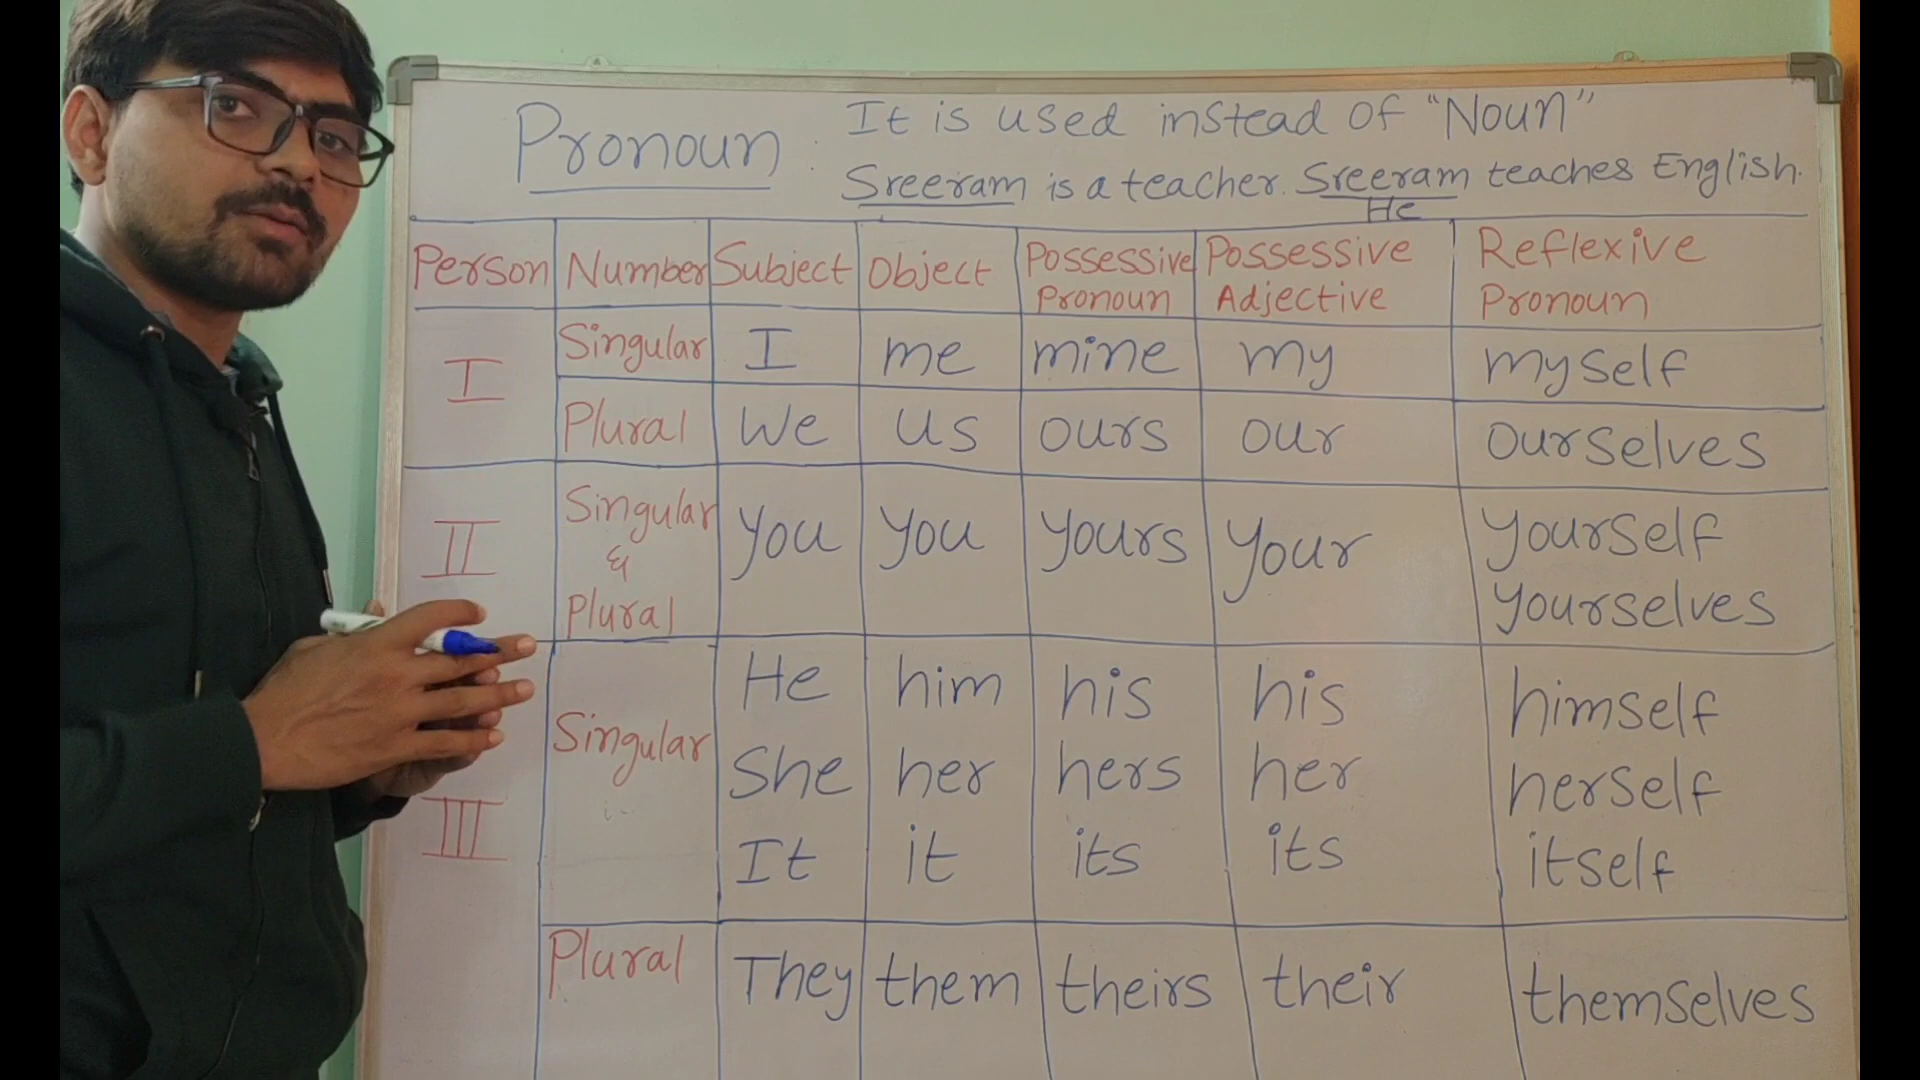 Pronoun : It is used instead of "Noun"
Sreeram is a teacher. Sreeram teaches English.
He
Person Number Subject Object Possessive Pronoun Possessive Adjective Reflexive Pronoun
I Singular I me mine my myself
Plural We us ours our ourselves
II Singular & Plural you you yours your yourself
yourselves
III Singular He him his his himself
She her hers her herself
It it its its itself
Plural They them theirs their themselves